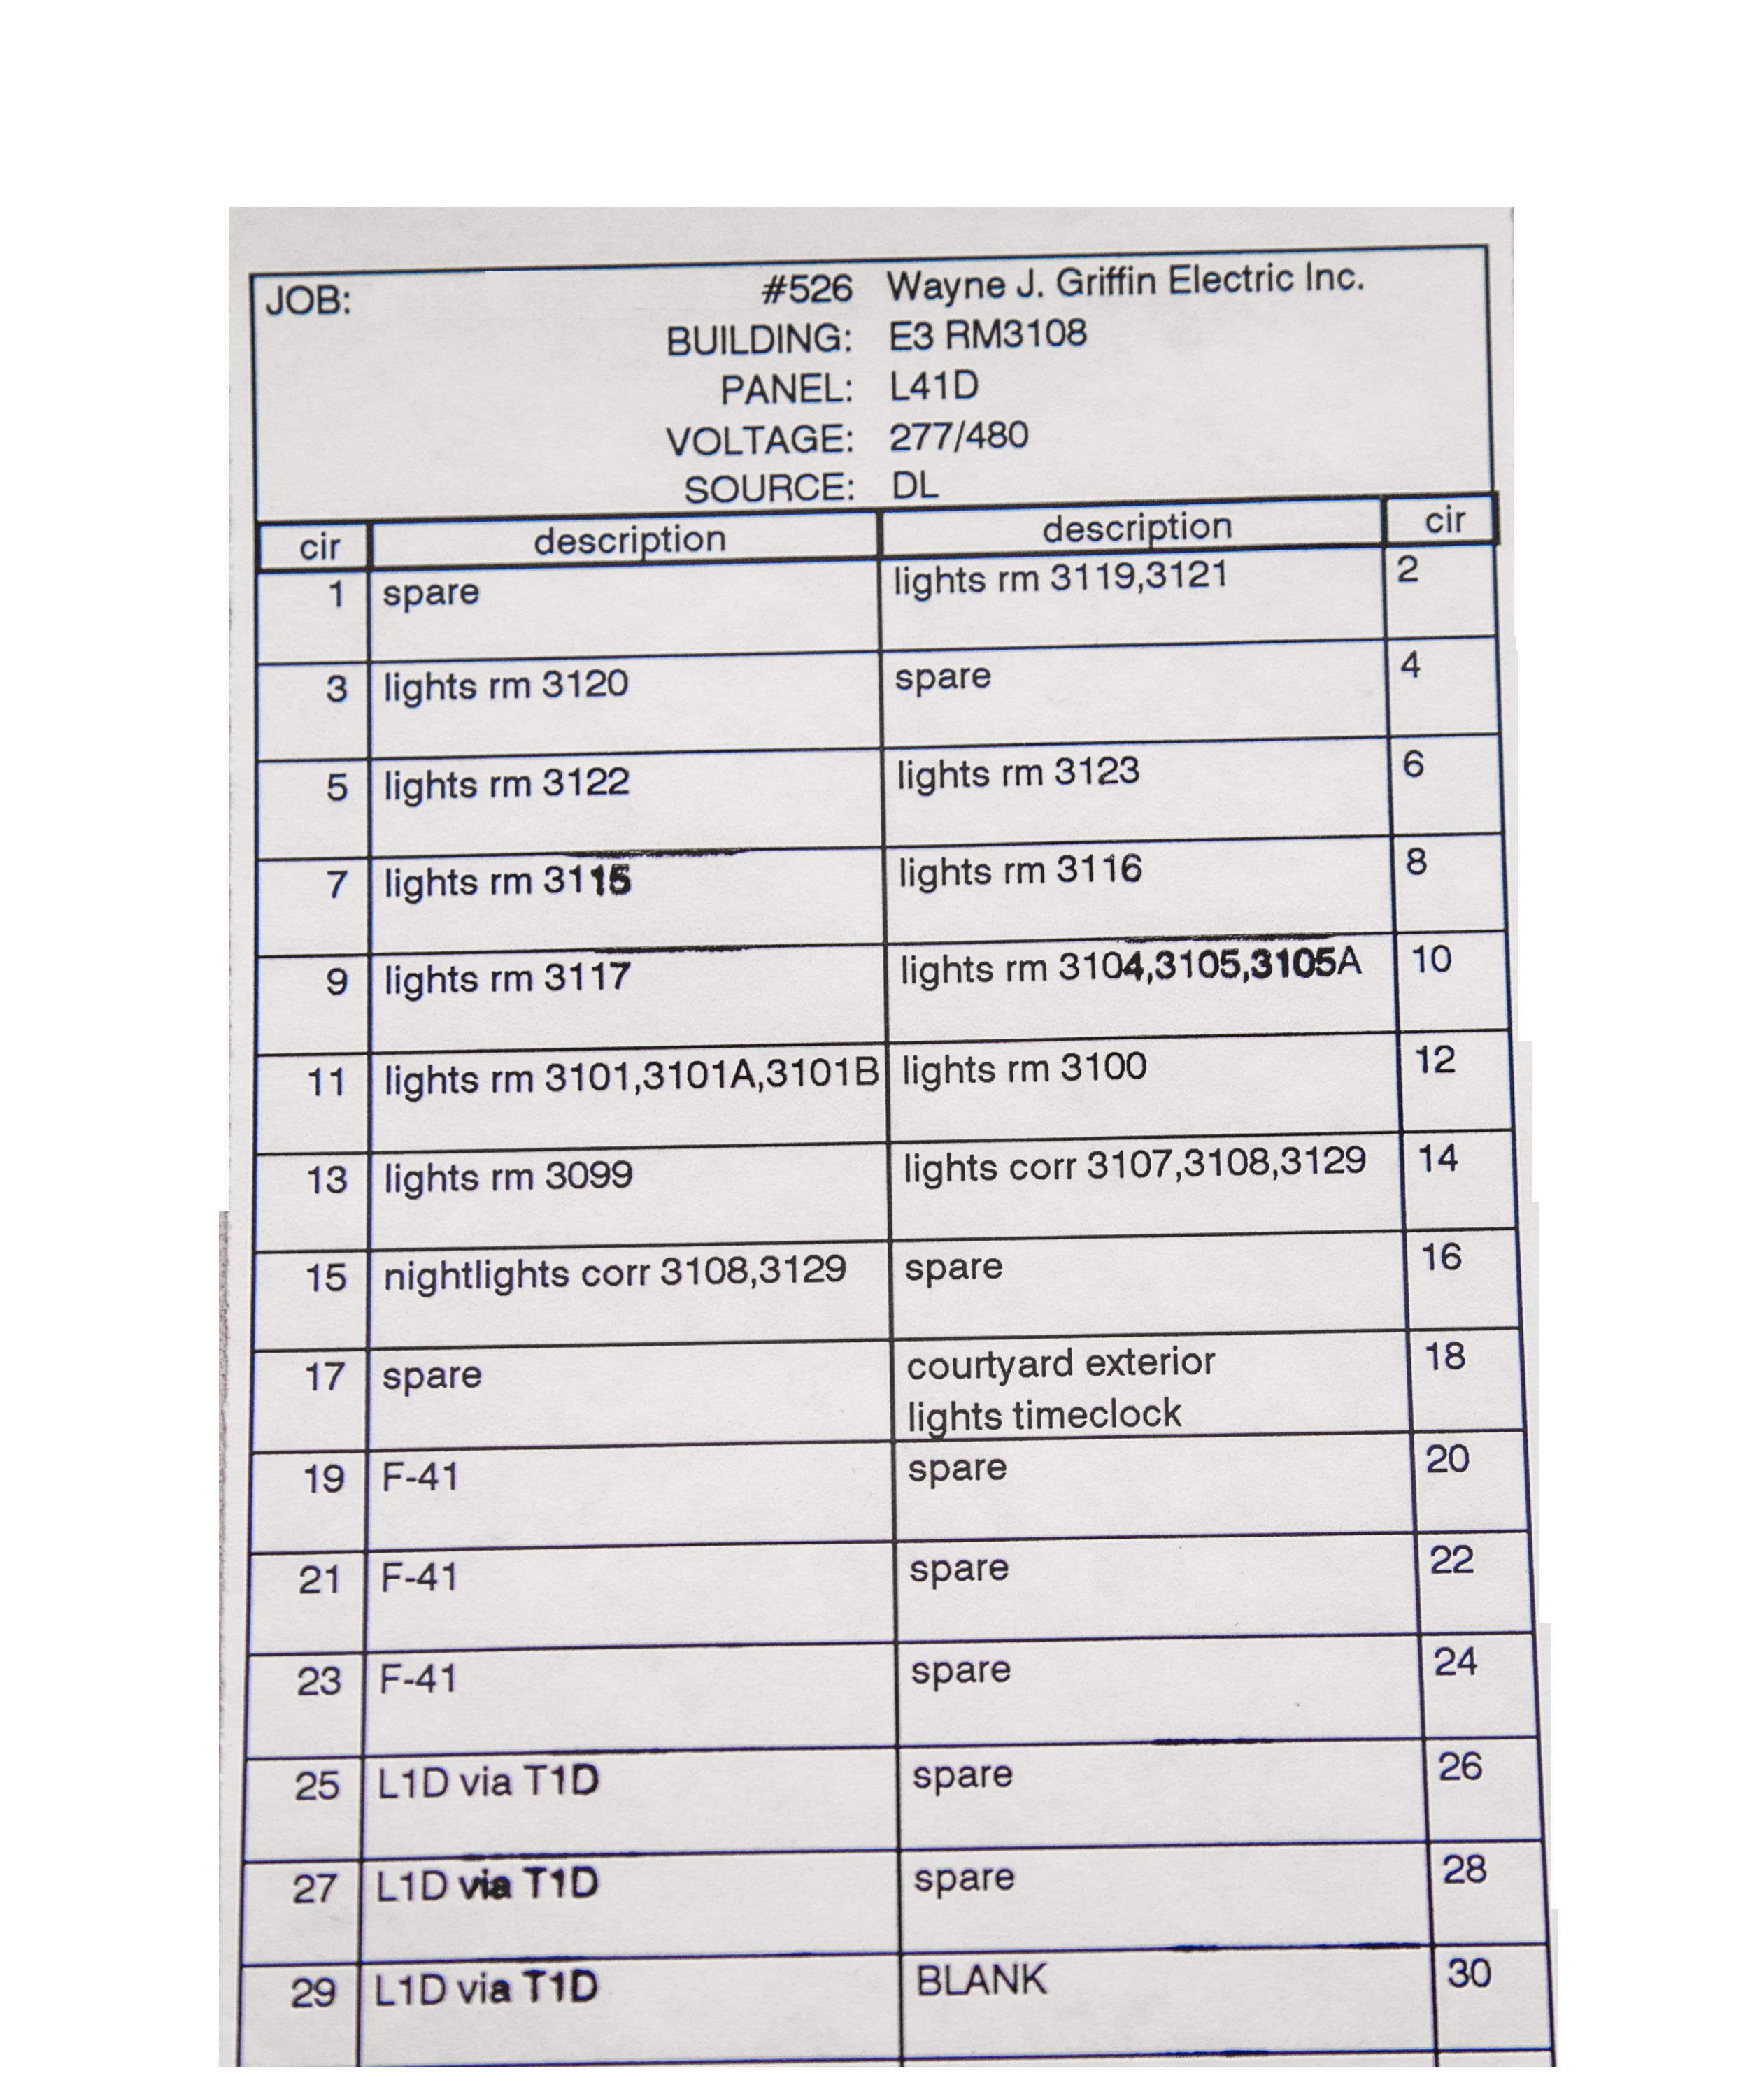 JOB: #526 Wayne J. Griffin Electric Inc.
BUILDING: E3 RM3108
PANEL: L41D
VOLTAGE: 277/480
SOURCE: DL
cir description description cir
1 spare lights rm 3119,3121 2
3 lights rm 3120 spare 4
5 lights rm 3122 lights rm 3123 6
7 lights rm 3115 lights rm 3116 8
9 lights rm 3117 lights rm 3104,3105,3105A 10
11 lights rm 3101,3101A,3101B lights rm 3100 12
13 lights rm 3099 lights corr 3107,3108,3129 14
15 nightlights corr 3108,3129 spare 16
17 spare courtyard exterior 18
lights timeclock
19 F-41 spare 20
21 F-41 spare 22
23 F-41 spare 24
25 L1D via T1D spare 26
27 L1D via T1D spare 28
29 L1D via T1D BLANK 30